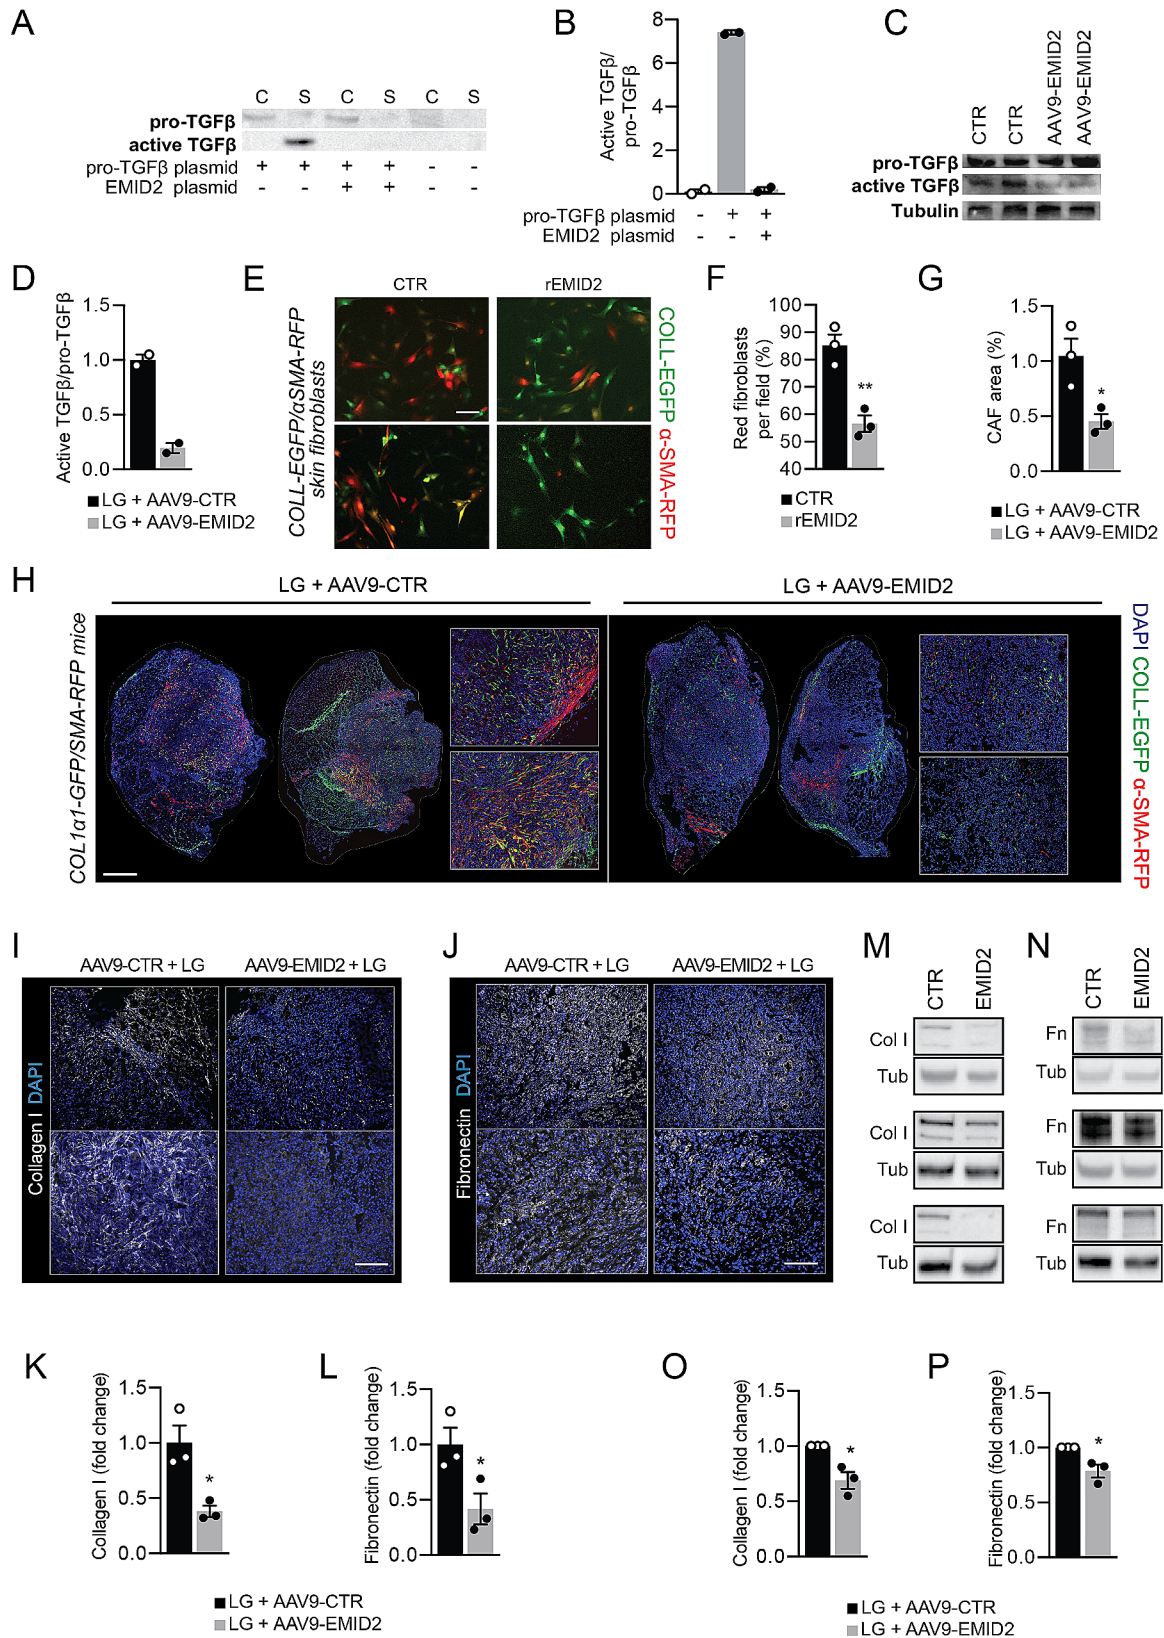 A
C S C S C S
pro-TGFβ
active TGFβ
pro-TGFβ plasmid + + + + - -
EMID2 plasmid - - + + - -
B
Active TGFβ/
pro-TGFβ
8
6
4
2
0
pro-TGFβ plasmid - + +
EMID2 plasmid - - +
C
CTR
CTR
AAV9-EMID2
AAV9-EMID2
pro-TGFβ
active TGFβ
Tubulin
D
Active TGFβ/pro-TGFβ
1.5
1.0
0.5
0.0
LG + AAV9-CTR
LG + AAV9-EMID2
E
CTR rEMID2
COLL-EGFP/αSMA-RFP
skin fibroblasts
COLL-EGFP α-SMA-RFP
F
Red fibroblasts
per field (%)
100
90
80
70
60
50
40
**
CTR
rEMID2
G
CAF area (%)
1.5
1.0
0.5
0.0
*
LG + AAV9-CTR
LG + AAV9-EMID2
H
LG + AAV9-CTR LG + AAV9-EMID2
COL1α1-GFP/SMA-RFP mice
DAPI COLL-EGFP α-SMA-RFP
I
AAV9-CTR + LG AAV9-EMID2 + LG
Collagen I DAPI
J
AAV9-CTR + LG AAV9-EMID2 + LG
Fibronectin DAPI
M
CTR
EMID2
Col I
Tub
Col I
Tub
Col I
Tub
N
CTR
EMID2
Fn
Tub
Fn
Tub
Fn
Tub
K
Collagen I (fold change)
1.5
1.0
0.5
0.0
*
L
Fibronectin (fold change)
1.5
1.0
0.5
0.0
*
LG + AAV9-CTR
LG + AAV9-EMID2
O
Collagen I (fold change)
1.5
1.0
0.5
0.0
*
P
Fibronectin (fold change)
1.5
1.0
0.5
0.0
*
LG + AAV9-CTR
LG + AAV9-EMID2